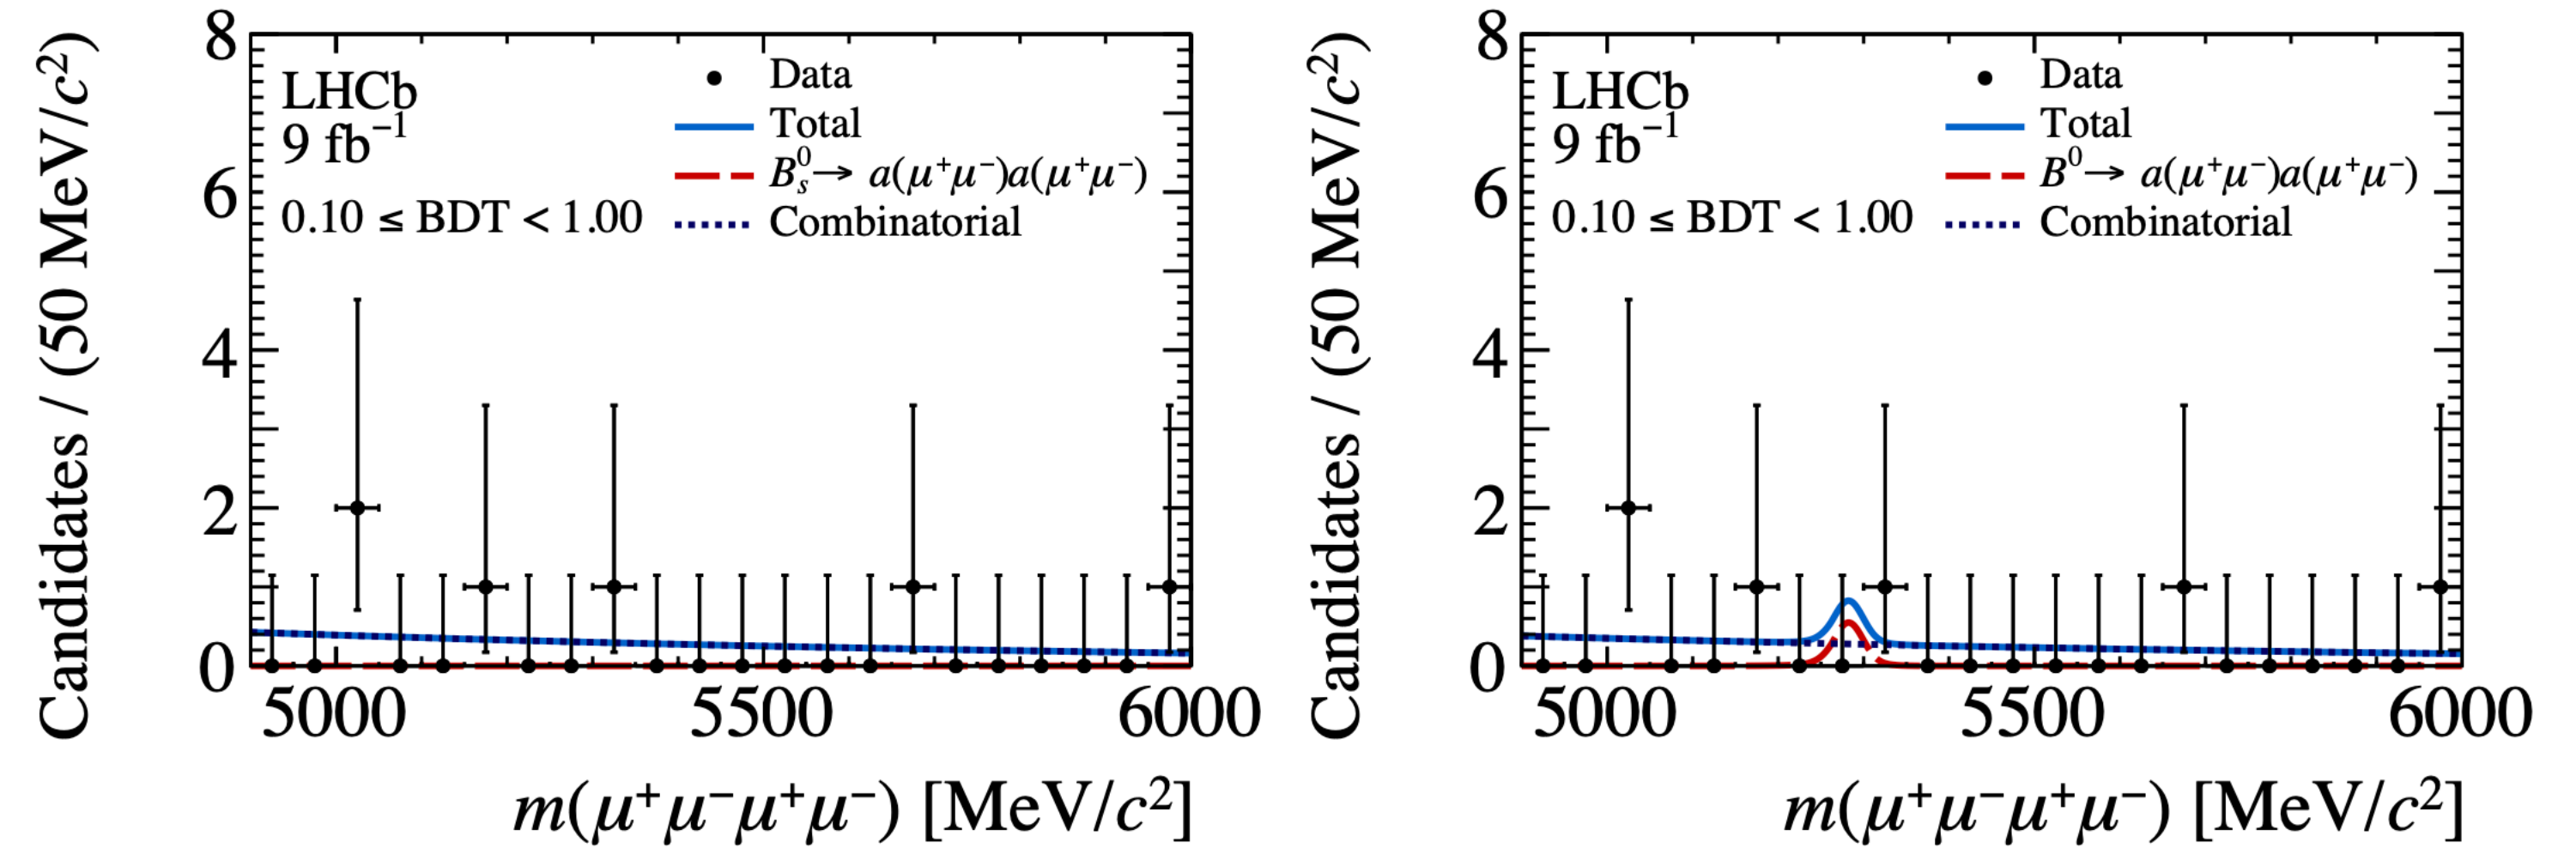 Candidates / (50 MeV/c²)
8
6
4
2
0
LHCb
9 fb⁻¹
0.10 ≤ BDT < 1.00
Data
Total
B⁰ₛ → a(μ⁺μ⁻)a(μ⁺μ⁻)
Combinatorial
5000 5500 6000
m(μ⁺μ⁻μ⁺μ⁻) [MeV/c²]
Candidates / (50 MeV/c²)
8
6
4
2
0
LHCb
9 fb⁻¹
0.10 ≤ BDT < 1.00
Data
Total
B⁰ → a(μ⁺μ⁻)a(μ⁺μ⁻)
Combinatorial
5000 5500 6000
m(μ⁺μ⁻μ⁺μ⁻) [MeV/c²]